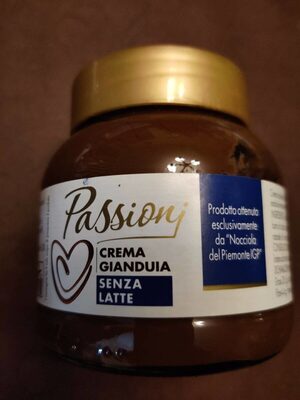 Passioni
CREMA
GIANDUIA
SENZA
LATTE
Prodotto ottenuto
esclusivamente
da "Nocciola
del Piemonte IGP"